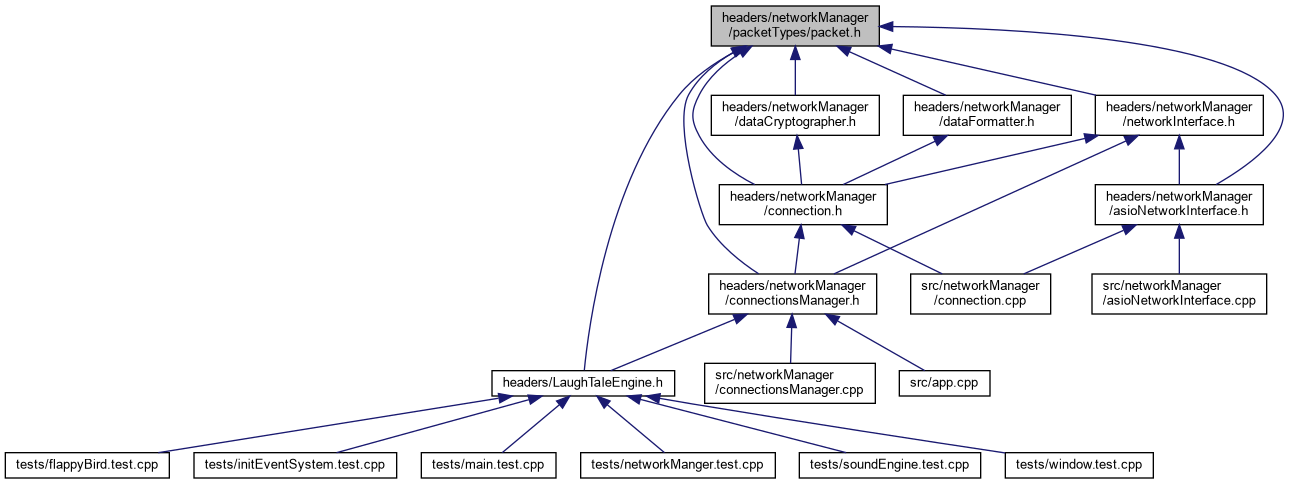 headers/networkManager
/packetTypes/packet.h
headers/networkManager
/dataCryptographer.h
headers/networkManager
/dataFormatter.h
headers/networkManager
/networkInterface.h
headers/networkManager
/connection.h
headers/networkManager
/asioNetworkInterface.h
headers/networkManager
/connectionsManager.h
src/networkManager
/connection.cpp
src/networkManager
/asioNetworkInterface.cpp
headers/LaughTaleEngine.h
src/networkManager
/connectionsManager.cpp
src/app.cpp
tests/flappyBird.test.cpp
tests/initEventSystem.test.cpp
tests/main.test.cpp
tests/networkManger.test.cpp
tests/soundEngine.test.cpp
tests/window.test.cpp